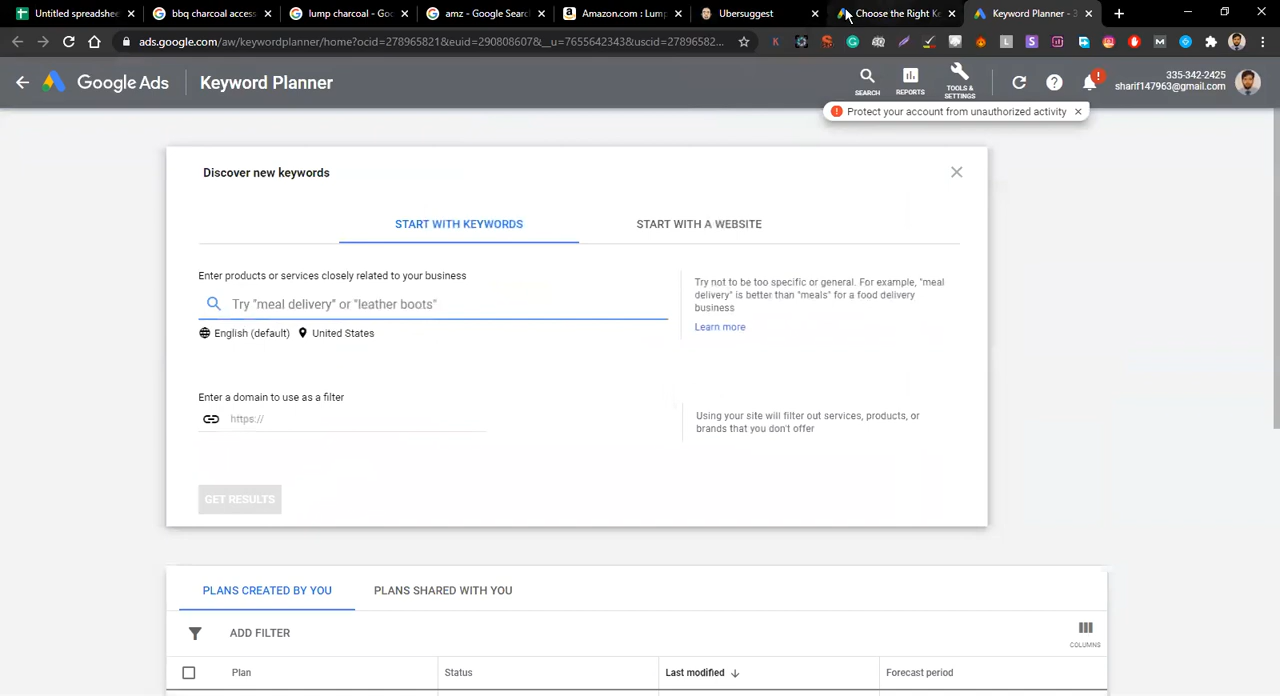 Untitled spreadshee
bbq charcoal access
lump charcoal - Goo
amz - Google Search
Amazon.com : Lump
Ubersuggest
Choose the Right Ke
Keyword Planner - 3
ads.google.com/aw/keywordplanner/home?ocid=278965821&euid=290808607&__u=7655642343&uscid=27896582...
Google Ads
Keyword Planner
SEARCH
REPORTS
TOOLS &
SETTINGS
335-342-2425
sharif147963@gmail.com
Protect your account from unauthorized activity
Discover new keywords
START WITH KEYWORDS
START WITH A WEBSITE
Enter products or services closely related to your business
Try "meal delivery" or "leather boots"
English (default)
United States
Try not to be too specific or general. For example, "meal
delivery" is better than "meals" for a food delivery
business
Learn more
Enter a domain to use as a filter
https://
Using your site will filter out services, products, or
brands that you don't offer
GET RESULTS
PLANS CREATED BY YOU
PLANS SHARED WITH YOU
ADD FILTER
COLUMNS
Plan
Status
Last modified
Forecast period